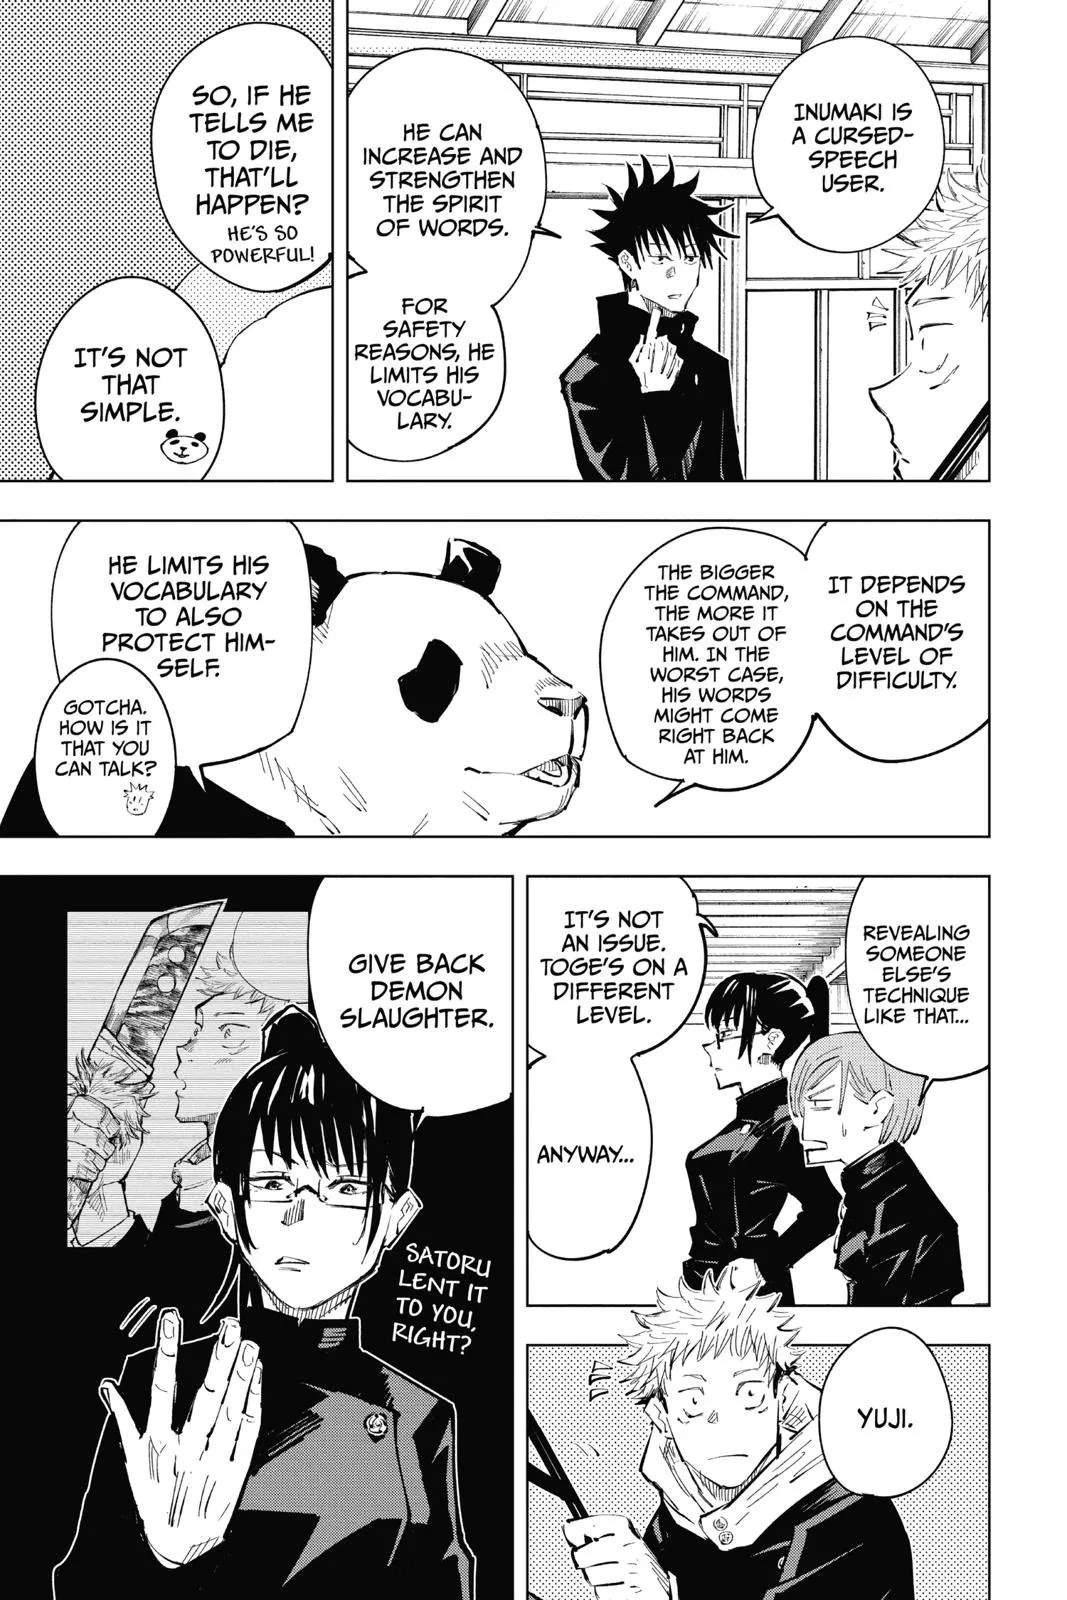 INUMAKI IS
A CURSED-
SPEECH
USER.
HE CAN
INCREASE AND
STRENGTHEN
THE SPIRIT
OF WORDS.
FOR
SAFETY
REASONS, HE
LIMITS HIS
VOCABU-
LARY.
SO, IF HE
TELLS ME
TO DIE,
THAT'LL
HAPPEN?
HE'S SO
POWERFUL!
IT'S NOT
THAT
SIMPLE.
IT DEPENDS
ON THE
COMMAND'S
LEVEL OF
DIFFICULTY.
THE BIGGER
THE COMMAND,
THE MORE IT
TAKES OUT OF
HIM. IN THE
WORST CASE,
HIS WORDS
MIGHT COME
RIGHT BACK
AT HIM.
HE LIMITS HIS
VOCABULARY
TO ALSO
PROTECT HIM-
SELF.
GOTCHA.
HOW IS IT
THAT YOU
CAN TALK?
REVEALING
SOMEONE
ELSE'S
TECHNIQUE
LIKE THAT...
IT'S NOT
AN ISSUE.
TOGE'S ON A
DIFFERENT
LEVEL.
ANYWAY...
YUJI.
GIVE BACK
DEMON
SLAUGHTER.
SATORU
LENT IT
TO YOU,
RIGHT?